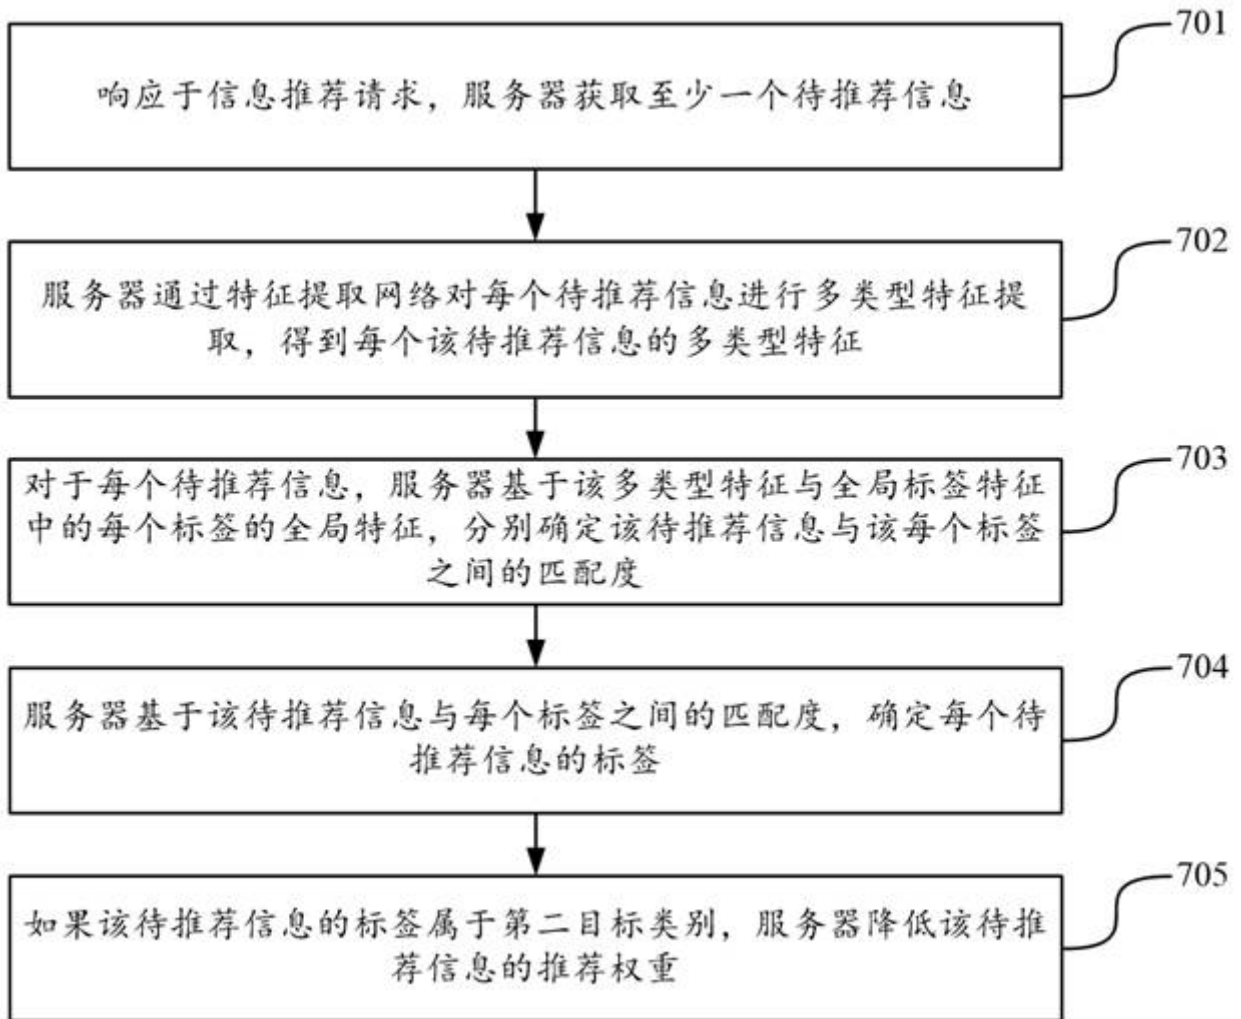 701
响应于信息推荐请求，服务器获取至少一个待推荐信息
702
服务器通过特征提取网络对每个待推荐信息进行多类型特征提
取，得到每个该待推荐信息的多类型特征
703
对于每个待推荐信息，服务器基于该多类型特征与全局标签特征
中的每个标签的全局特征，分别确定该待推荐信息与该每个标签
之间的匹配度
704
服务器基于该待推荐信息与每个标签之间的匹配度，确定每个待
推荐信息的标签
705
如果该待推荐信息的标签属于第二目标类别，服务器降低该待推
荐信息的推荐权重